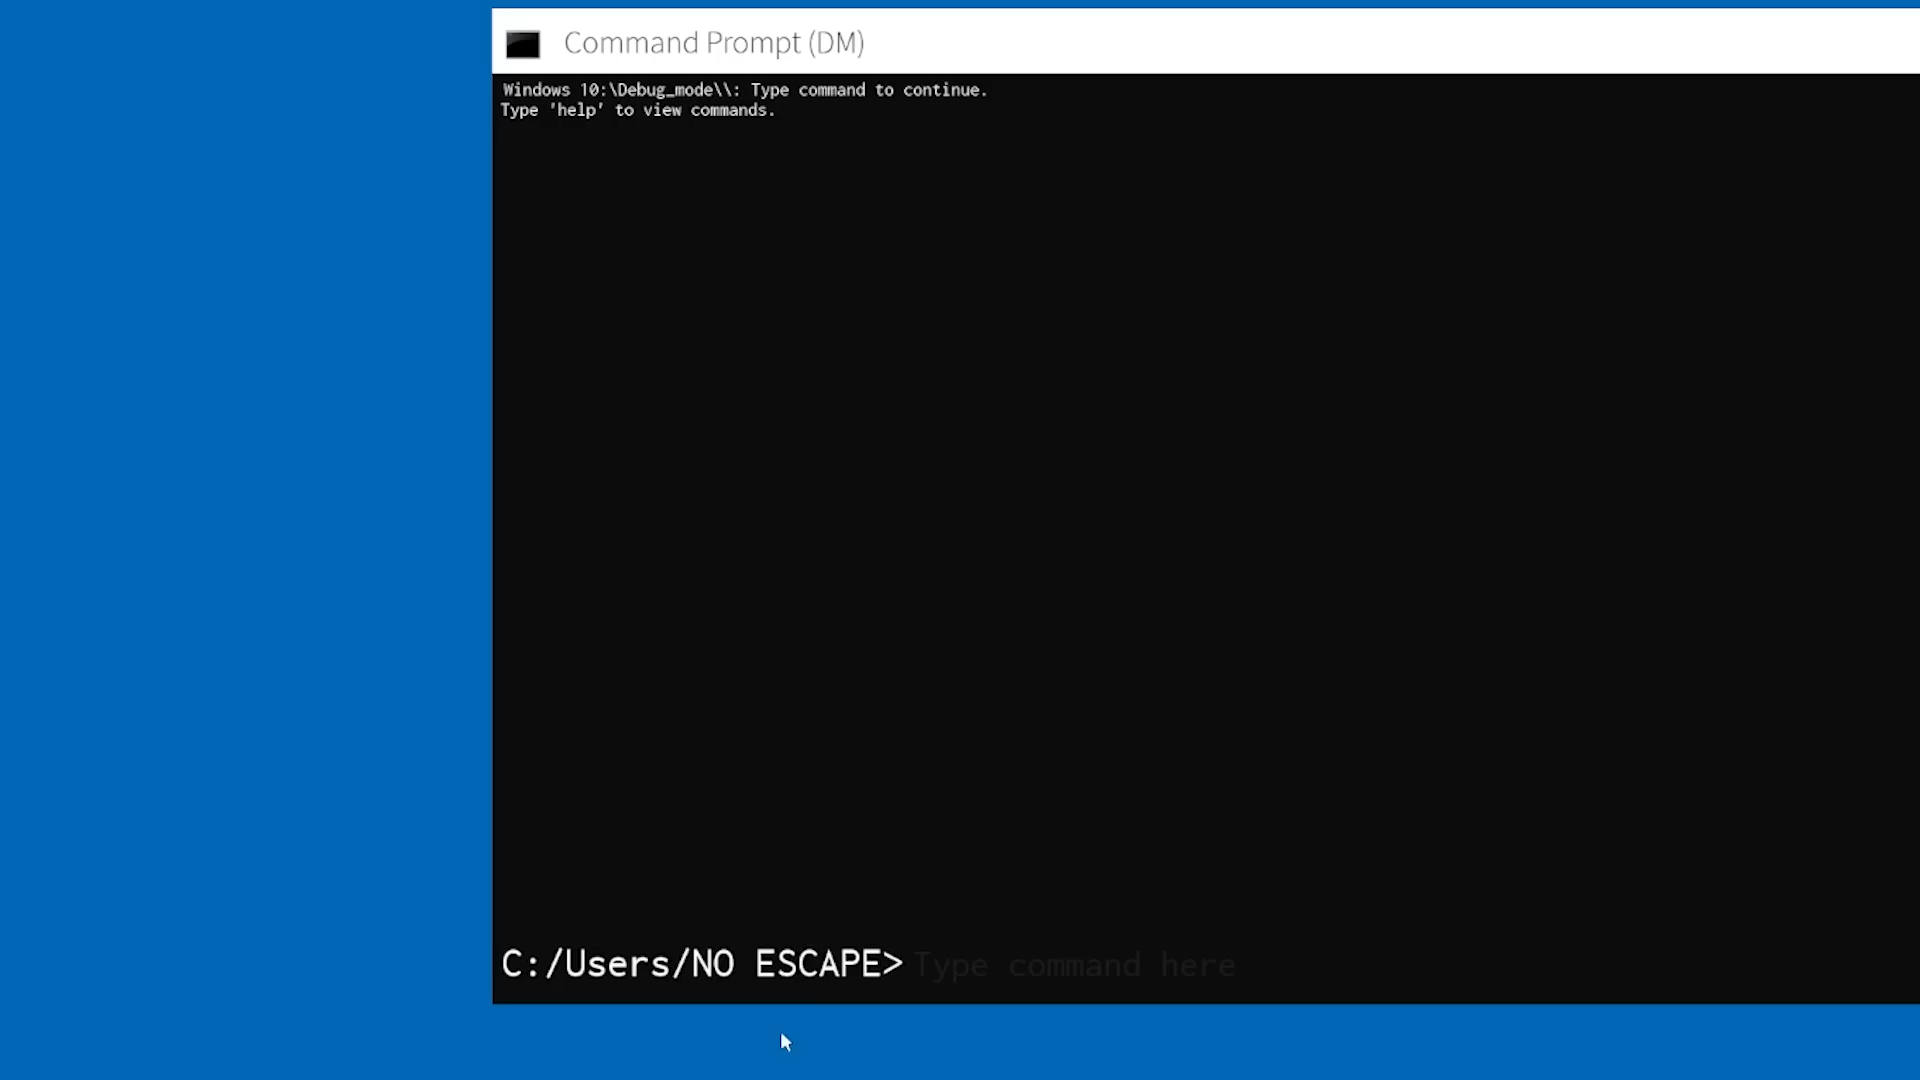 Command Prompt (DM)
Windows 10:\Debug_mode\\: Type command to continue.
Type 'help' to view commands.
C:/Users/NO ESCAPE> Type command here